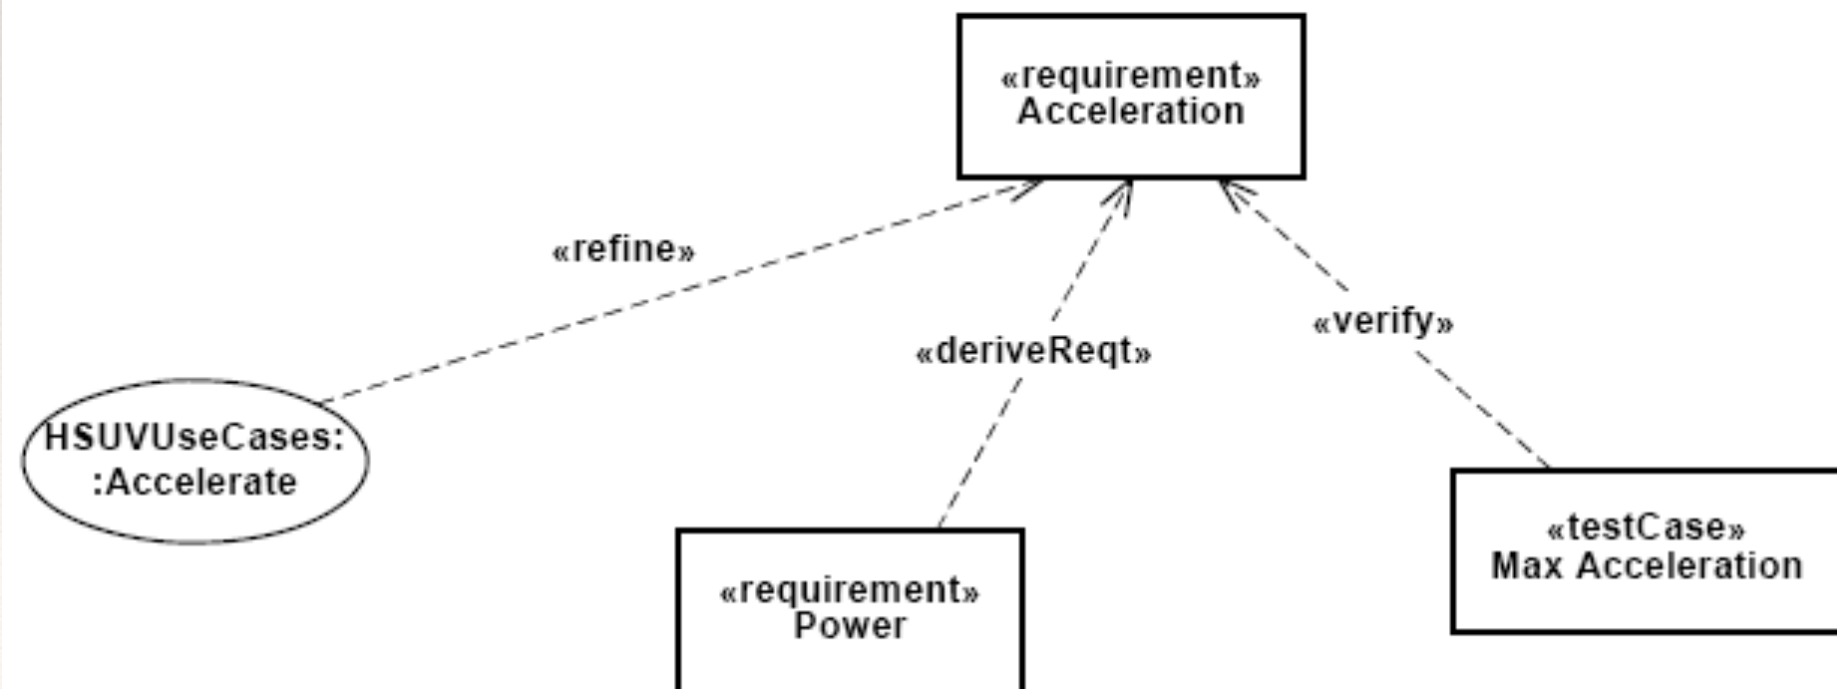 «requirement»
Acceleration
«refine»
«verify»
«deriveReqt»
HSUVUseCases:
:Accelerate
«testCase»
Max Acceleration
«requirement»
Power